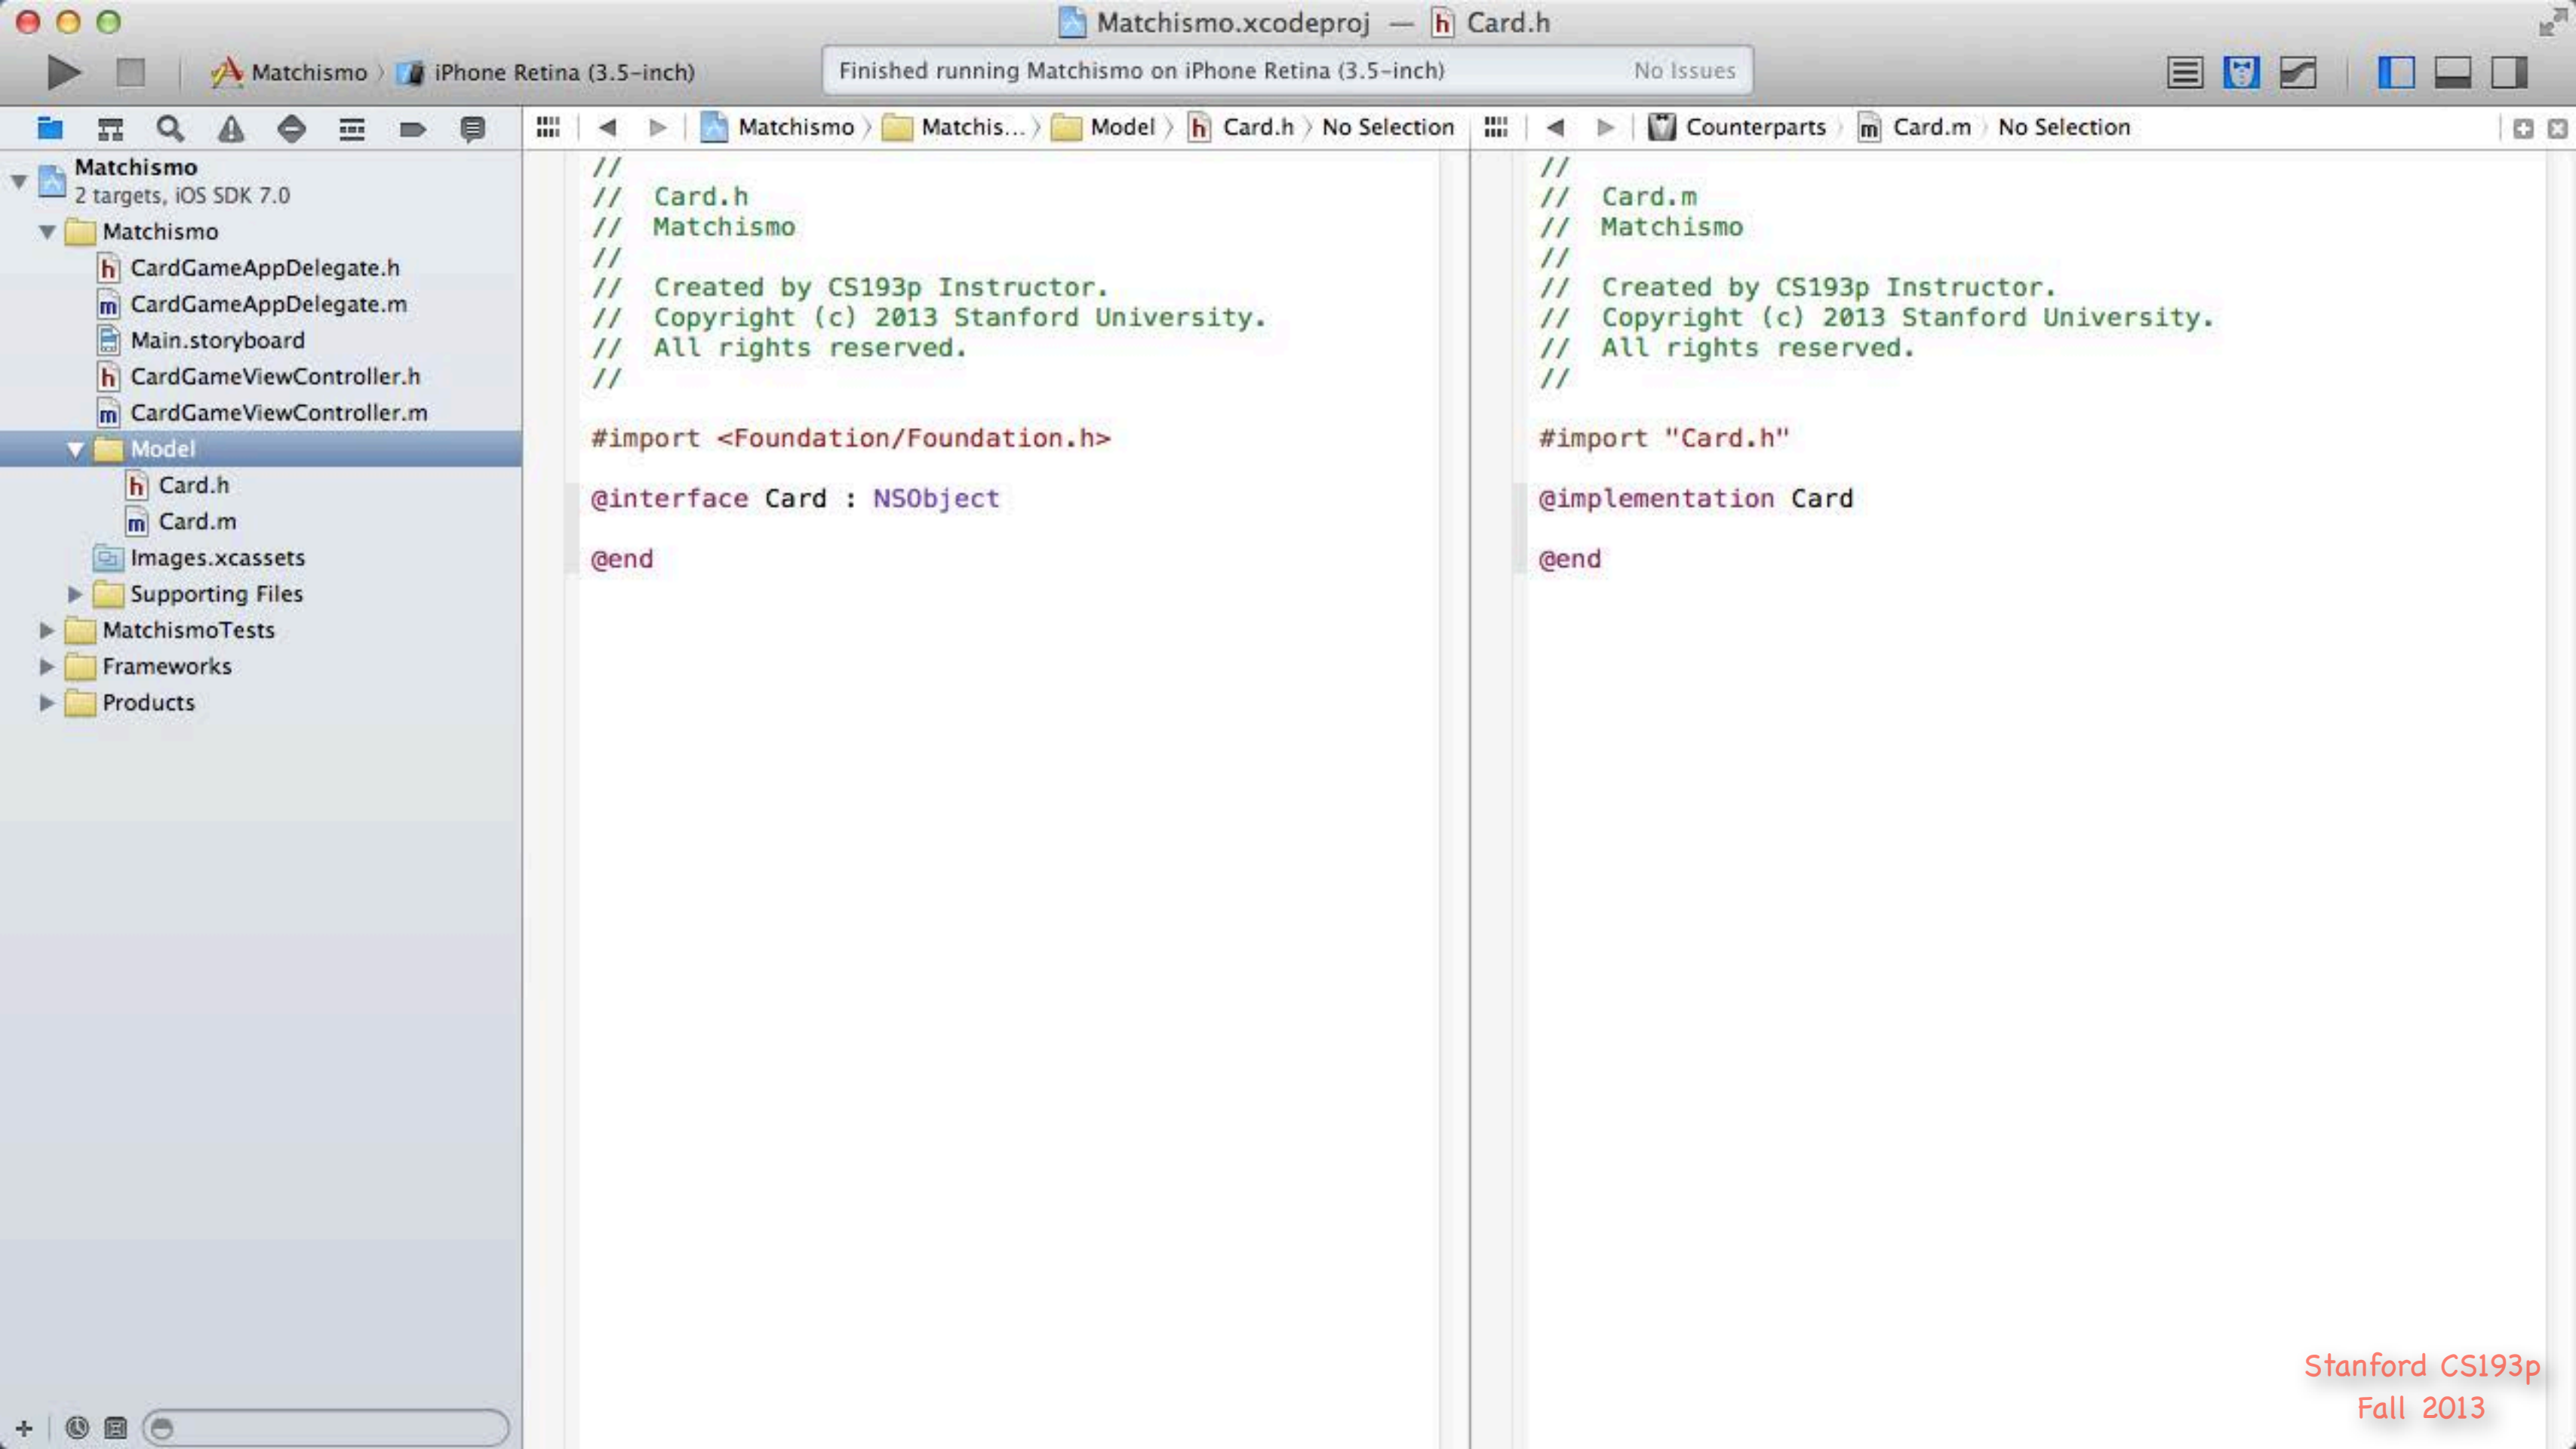 Matchismo.xcodeproj — h Card.h
Matchismo 〉 iPhone Retina (3.5-inch)
Finished running Matchismo on iPhone Retina (3.5-inch) No Issues
Matchismo 〉 Matchis... 〉 Model 〉 h Card.h 〉 No Selection
Counterparts 〉 m Card.m 〉 No Selection
Matchismo
2 targets, iOS SDK 7.0
Matchismo
h CardGameAppDelegate.h
m CardGameAppDelegate.m
Main.storyboard
h CardGameViewController.h
m CardGameViewController.m
Model
h Card.h
m Card.m
Images.xcassets
Supporting Files
MatchismoTests
Frameworks
Products
//
// Card.h
// Matchismo
//
// Created by CS193p Instructor.
// Copyright (c) 2013 Stanford University.
// All rights reserved.
//
#import <Foundation/Foundation.h>
@interface Card : NSObject
@end
//
// Card.m
// Matchismo
//
// Created by CS193p Instructor.
// Copyright (c) 2013 Stanford University.
// All rights reserved.
//
#import "Card.h"
@implementation Card
@end
Stanford CS193p
Fall 2013